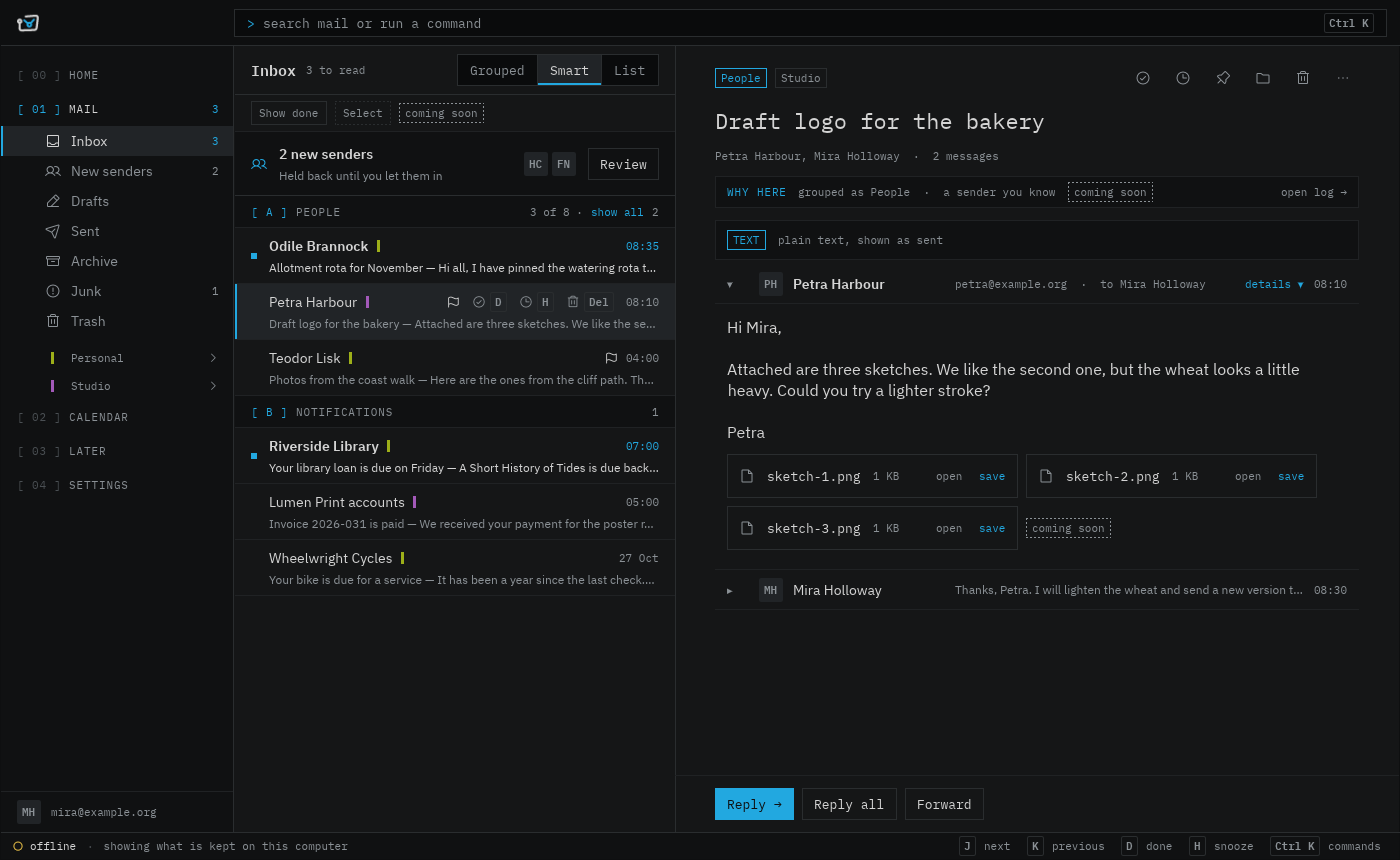 > search mail or run a command Ctrl K
[ 00 ] HOME
[ 01 ] MAIL 3
Inbox 3
New senders 2
Drafts
Sent
Archive
Junk 1
Trash
Personal
Studio
[ 02 ] CALENDAR
[ 03 ] LATER
[ 04 ] SETTINGS
MH mira@example.org
Inbox 3 to read Grouped Smart List
Show done Select coming soon
2 new senders
Held back until you let them in
HC FN Review
[ A ] PEOPLE 3 of 8 · show all 2
Odile Brannock 08:35
Allotment rota for November — Hi all, I have pinned the watering rota t…
Petra Harbour D H Del 08:10
Draft logo for the bakery — Attached are three sketches. We like the se…
Teodor Lisk 04:00
Photos from the coast walk — Here are the ones from the cliff path. Th…
[ B ] NOTIFICATIONS 1
Riverside Library 07:00
Your library loan is due on Friday — A Short History of Tides is due back…
Lumen Print accounts 05:00
Invoice 2026-031 is paid — We received your payment for the poster r…
Wheelwright Cycles 27 Oct
Your bike is due for a service — It has been a year since the last check.…
People Studio ···
Draft logo for the bakery
Petra Harbour, Mira Holloway · 2 messages
WHY HERE grouped as People · a sender you know coming soon open log →
TEXT plain text, shown as sent
▾ PH Petra Harbour petra@example.org · to Mira Holloway details ▾ 08:10
Hi Mira,
Attached are three sketches. We like the second one, but the wheat looks a little
heavy. Could you try a lighter stroke?
Petra
sketch-1.png 1 KB open save
sketch-2.png 1 KB open save
sketch-3.png 1 KB open save
coming soon
▸ MH Mira Holloway Thanks, Petra. I will lighten the wheat and send a new version t… 08:30
Reply → Reply all Forward
offline · showing what is kept on this computer
J next K previous D done H snooze Ctrl K commands